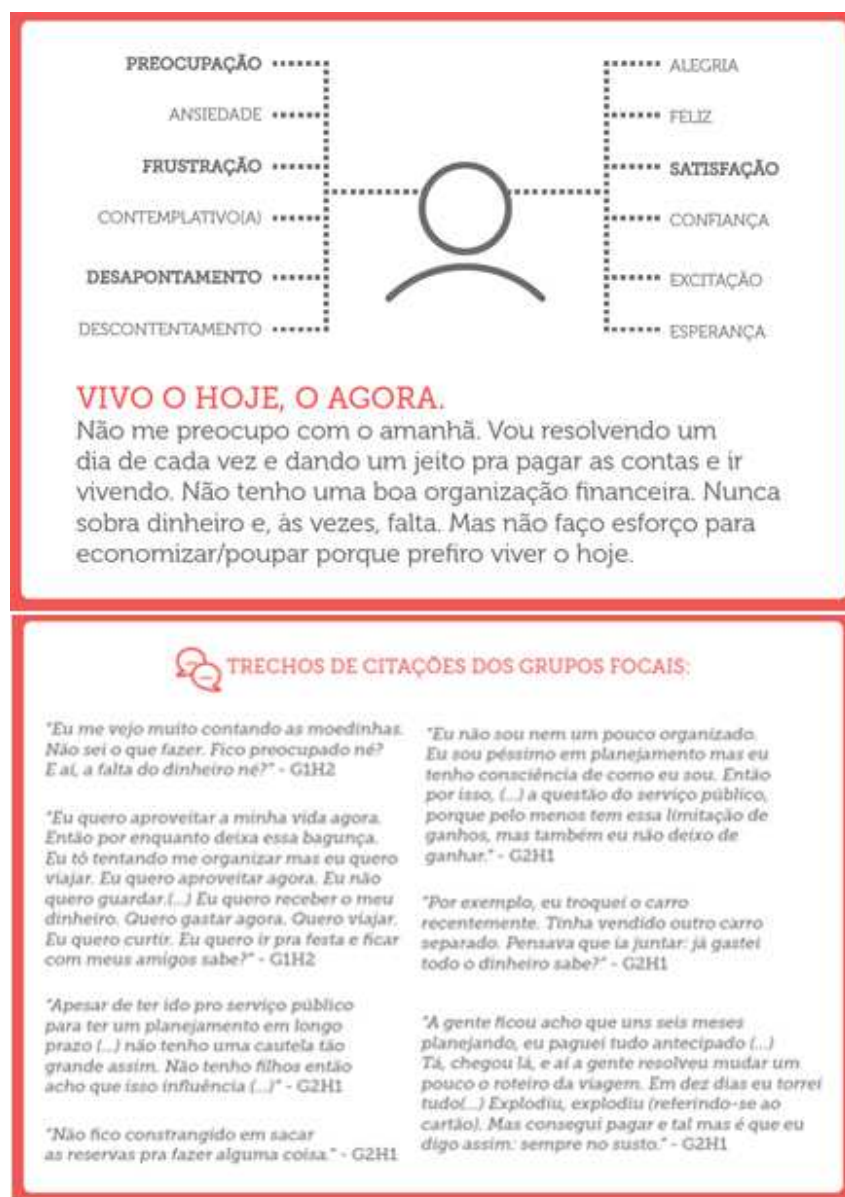 PREOCUPAÇÃO
ANSIEDADE
FRUSTRAÇÃO
CONTEMPLATIVO(A)
DESAPONTAMENTO
DESCONTENTAMENTO
ALEGRIA
FELIZ
SATISFAÇÃO
CONFIANÇA
EXCITAÇÃO
ESPERANÇA
VIVO O HOJE, O AGORA.
Não me preocupo com o amanhã. Vou resolvendo um
dia de cada vez e dando um jeito pra pagar as contas e ir
vivendo. Não tenho uma boa organização financeira. Nunca
sobra dinheiro e, às vezes, falta. Mas não faço esforço para
economizar/poupar porque prefiro viver o hoje.
TRECHOS DE CITAÇÕES DOS GRUPOS FOCAIS:
"Eu me vejo muito contando as moedinhas.
Não sei o que fazer. Fico preocupado né?
E aí, a falta do dinheiro né?" - G1H2
"Eu quero aproveitar a minha vida agora.
Então por enquanto deixa essa bagunça.
Eu tô tentando me organizar mas eu quero
viajar. Eu quero aproveitar agora. Eu não
quero guardar.(...) Eu quero receber o meu
dinheiro. Quero gastar agora. Quero viajar.
Eu quero curtir. Eu quero ir pra festa e ficar
com meus amigos sabe?" - G1H2
"Apesar de ter ido pro serviço público
para ter um planejamento em longo
prazo (...) não tenho uma cautela tão
grande assim. Não tenho filhos então
acho que isso influência (...)" - G2H1
"Não fico constrangido em sacar
as reservas pra fazer alguma coisa." - G2H1
"Eu não sou nem um pouco organizado.
Eu sou péssimo em planejamento mas eu
tenho consciência de como eu sou. Então
por isso, (...) a questão do serviço público,
porque pelo menos tem essa limitação de
ganhos, mas também eu não deixo de
ganhar." - G2H1
"Por exemplo, eu troquei o carro
recentemente. Tinha vendido outro carro
separado. Pensava que ia juntar: já gastei
todo o dinheiro sabe?" - G2H1
"A gente ficou acho que uns seis meses
planejando, eu paguei tudo antecipado (...)
Tá, chegou lá, e aí a gente resolveu mudar um
pouco o roteiro da viagem. Em dez dias eu torrei
tudo(...) Explodiu, explodiu (referindo-se ao
cartão). Mas consegui pagar e tal mas é que eu
digo assim: sempre no susto." - G2H1